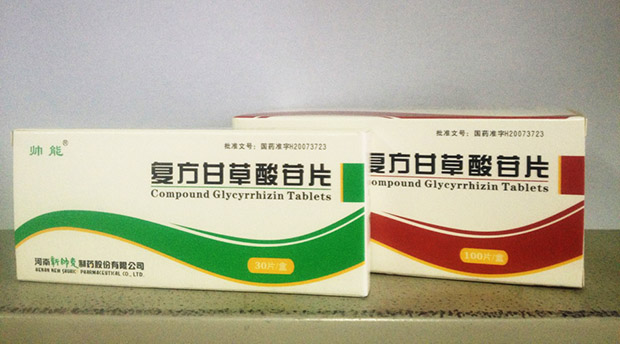 帅能®
批准文号：国药准字H20073723
复方甘草酸苷片
Compound Glycyrrhizin Tablets
30片/盒
河南新帅克制药股份有限公司
HENAN NEW SHUAIKE PHARMACEUTICAL CO., LTD.
批准文号：国药准字H20073723
复方甘草酸苷片
Compound Glycyrrhizin Tablets
100片/盒